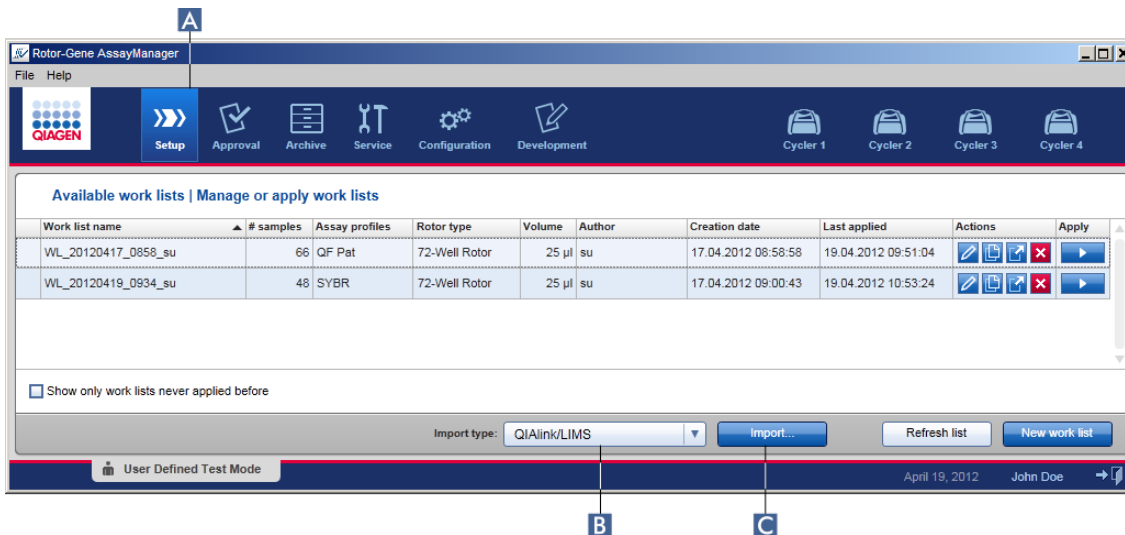 A
Rotor-Gene AssayManager
File Help
QIAGEN
Setup Approval Archive Service Configuration Development Cycler 1 Cycler 2 Cycler 3 Cycler 4
Available work lists | Manage or apply work lists
Work list name # samples Assay profiles Rotor type Volume Author Creation date Last applied Actions Apply
WL_20120417_0858_su 66 QF Pat 72-Well Rotor 25 µl su 17.04.2012 08:58:58 19.04.2012 09:51:04
WL_20120419_0934_su 48 SYBR 72-Well Rotor 25 µl su 17.04.2012 09:00:43 19.04.2012 10:53:24
Show only work lists never applied before
Import type: QIAlink/LIMS Import... Refresh list New work list
User Defined Test Mode April 19, 2012 John Doe
B C